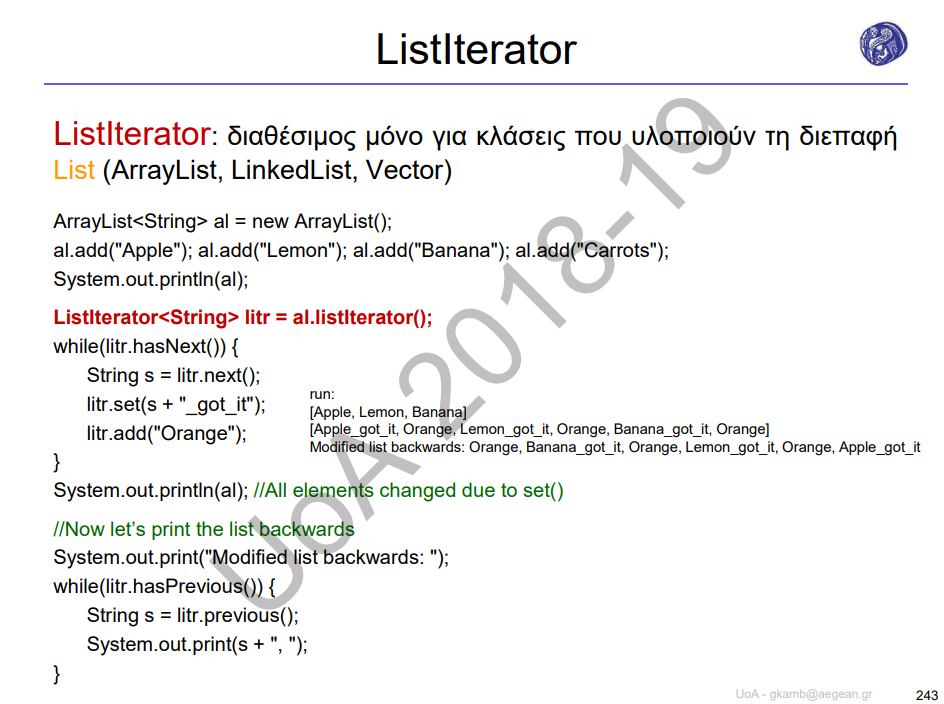 ListIterator
ListIterator: διαθέσιμος μόνο για κλάσεις που υλοποιούν τη διεπαφή
List (ArrayList, LinkedList, Vector)
ArrayList<String> al = new ArrayList();
al.add("Apple"); al.add("Lemon"); al.add("Banana"); al.add("Carrots");
System.out.println(al);
ListIterator<String> litr = al.listIterator();
while(litr.hasNext()) {
String s = litr.next();
litr.set(s + "_got_it");
litr.add("Orange");
}
run:
[Apple, Lemon, Banana]
[Apple_got_it, Orange, Lemon_got_it, Orange, Banana_got_it, Orange]
Modified list backwards: Orange, Banana_got_it, Orange, Lemon_got_it, Orange, Apple_got_it
System.out.println(al); //All elements changed due to set()
//Now let’s print the list backwards
System.out.print("Modified list backwards: ");
while(litr.hasPrevious()) {
String s = litr.previous();
System.out.print(s + ", ");
}
UoA 2018-19
UoA - gkamb@aegean.gr
243